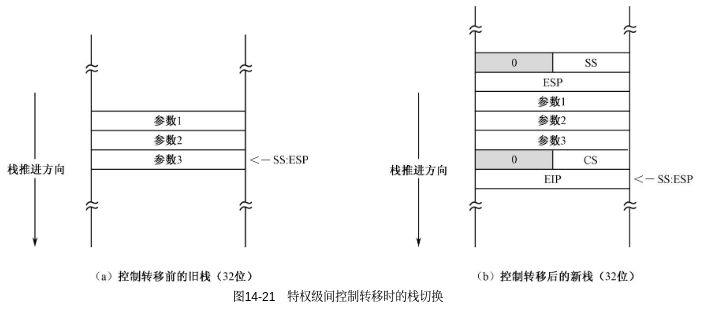 栈推进方向
参数1
参数2
参数3
<－SS:ESP
（a）控制转移前的旧栈（32位）
栈推进方向
0 SS
ESP
参数1
参数2
参数3
0 CS
EIP
<－SS:ESP
（b）控制转移后的新栈（32位）
图14-21 特权级间控制转移时的栈切换